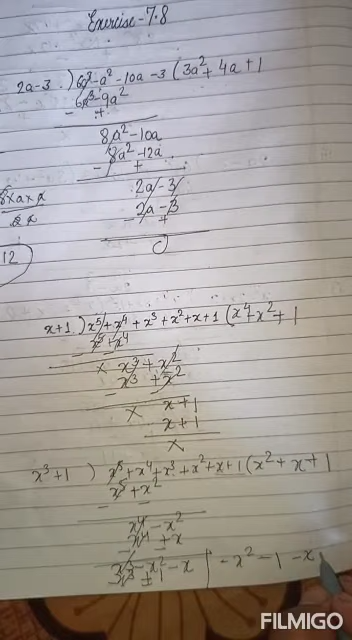 Exercise-7.8
2a-3 ) 6a³-a²-10a-3 ( 3a²+4a+1
6a³-9a²
- +
8a²-10a
8a²-12a
- +
2a-3
2a-3
- +
0
12
x+1 ) x⁵+x⁴+x³+x²+x+1 ( x⁴+x²+1
x⁵+x⁴
x x³+x²
x³+x²
x x+1
x+1
x
x³+1 ) x⁵+x⁴+x³+x²+x+1 ( x²+x+1
x⁵+x²
- -
x⁴-x²
x⁴+x
- -
x³-x²-x | -x²-1-x
FILMIGO